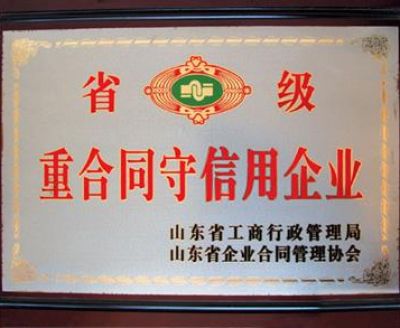 省 级
重合同守信用企业
山东省工商行政管理局
山东省企业合同管理协会